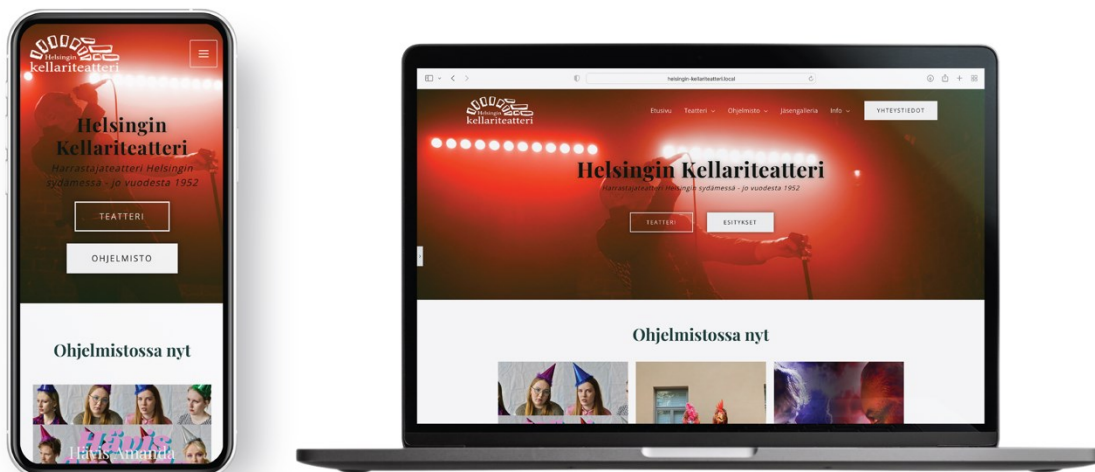 Helsingin
kellariteatteri
Helsingin
Kellariteatteri
Harrastajateatteri Helsingin
sydämessä - jo vuodesta 1952
TEATTERI
OHJELMISTO
Ohjelmistossa nyt
Hävis
Hävis Amanda
helsingin-kellariteatteri.local
Helsingin
kellariteatteri
Etusivu Teatteri Ohjelmisto Jäsengalleria Info YHTEYSTIEDOT
Helsingin Kellariteatteri
Harrastajateatteri Helsingin sydämessä - jo vuodesta 1952
TEATTERI ESITYKSET
Ohjelmistossa nyt